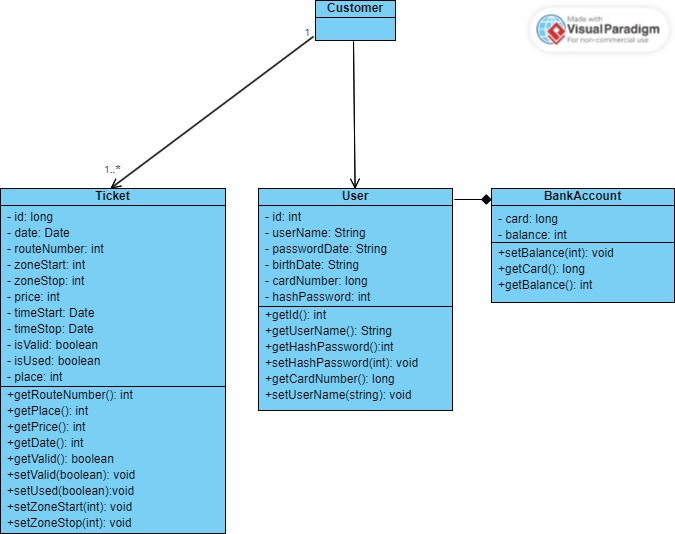 Customer
Made with
Visual Paradigm
For non-commercial use
1
1..*
Ticket
- id: long
- date: Date
- routeNumber: int
- zoneStart: int
- zoneStop: int
- price: int
- timeStart: Date
- timeStop: Date
- isValid: boolean
- isUsed: boolean
- place: int
+getRouteNumber(): int
+getPlace(): int
+getPrice(): int
+getDate(): int
+getValid(): boolean
+setValid(boolean): void
+setUsed(boolean):void
+setZoneStart(int): void
+setZoneStop(int): void
User
- id: int
- userName: String
- passwordDate: String
- birthDate: String
- cardNumber: long
- hashPassword: int
+getId(): int
+getUserName(): String
+getHashPassword():int
+setHashPassword(int): void
+getCardNumber(): long
+setUserName(string): void
BankAccount
- card: long
- balance: int
+setBalance(int): void
+getCard(): long
+getBalance(): int